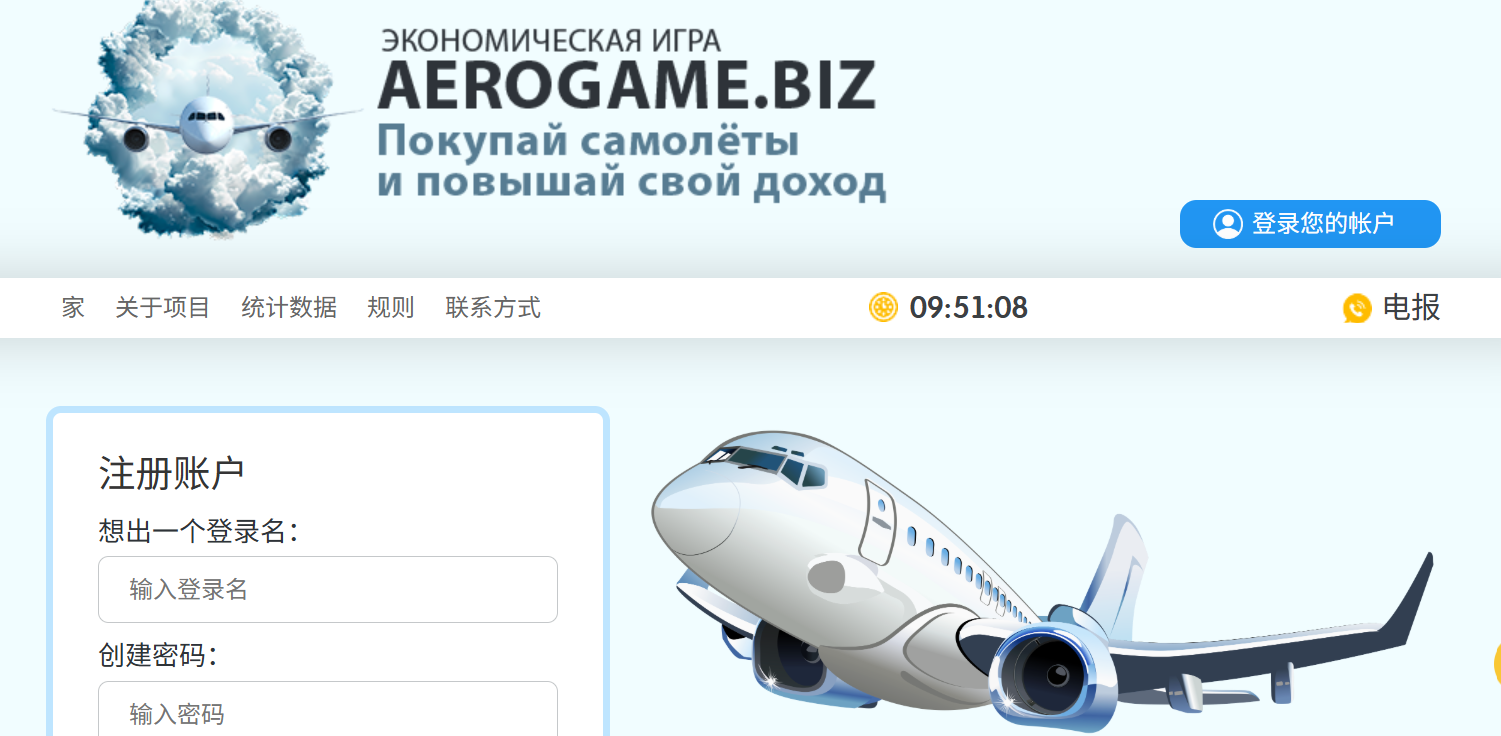 ЭКОНОМИЧЕСКАЯ ИГРА
AEROGAME.BIZ
Покупай самолёты
и повышай свой доход
登录您的帐户
家 关于项目 统计数据 规则 联系方式 09:51:08 电报
注册账户
想出一个登录名：
输入登录名
创建密码：
输入密码